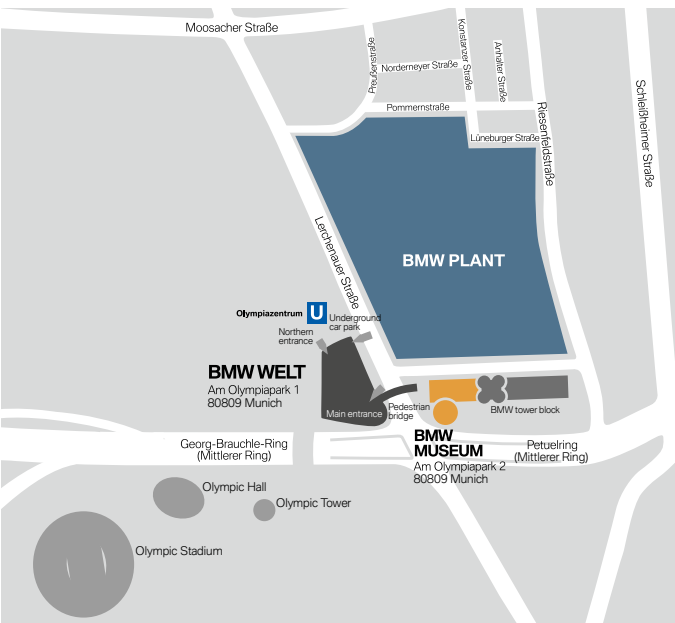 Moosacher Straße
Preußenstraße
Norderneyer Straße
Konstanzer Straße
Anhalter Straße
Pommernstraße
Lüneburger Straße
Riesenfeldstraße
Schleißheimer Straße
Lerchenauer Straße
BMW PLANT
Olympiazentrum
U
Underground
car park
Northern
entrance
BMW WELT
Am Olympiapark 1
80809 Munich
Main entrance
Pedestrian
bridge
BMW tower block
BMW
MUSEUM
Am Olympiapark 2
80809 Munich
Georg-Brauchle-Ring
(Mittlerer Ring)
Petuelring
(Mittlerer Ring)
Olympic Hall
Olympic Tower
Olympic Stadium